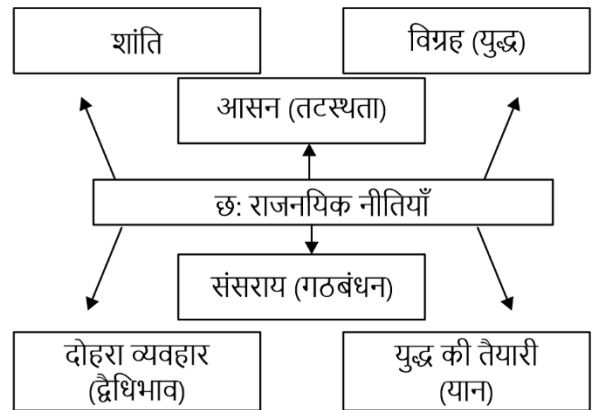 शांति
विग्रह (युद्ध)
आसन (तटस्थता)
छ: राजनयिक नीतियाँ
संसराय (गठबंधन)
दोहरा व्यवहार
(द्वैधिभाव)
युद्ध की तैयारी
(यान)